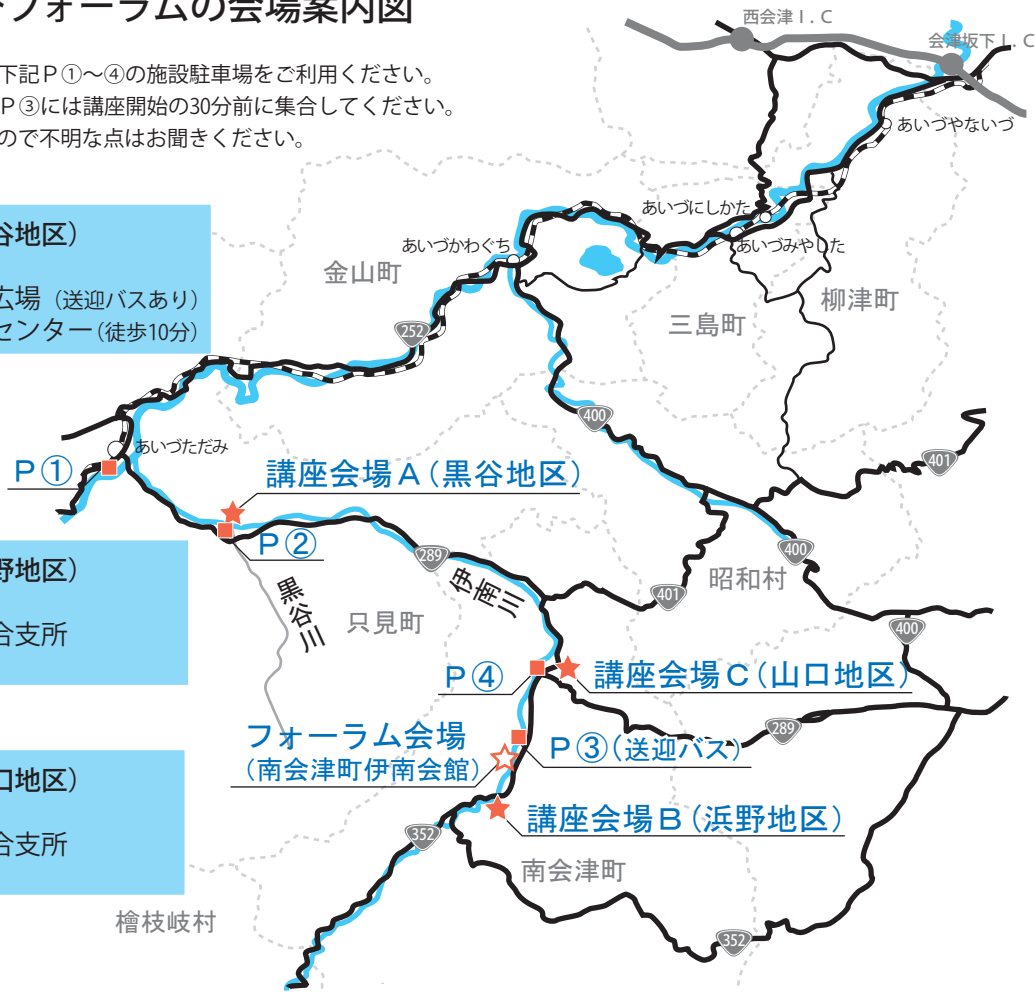 フォーラムの会場案内図
下記P①～④の施設駐車場をご利用ください。
P③には講座開始の30分前に集合してください。
ので不明な点はお聞きください。
谷地区）
広場（送迎バスあり）
センター（徒歩10分）
野地区）
合支所
口地区）
合支所
西会津I.C
会津坂下I.C
あいづやないづ
あいづにしかた
あいづみやした
あいづかわぐち
金山町
柳津町
三島町
252
400
あいづただみ
401
P①
講座会場A（黒谷地区）
P②
289
400
伊南川
昭和村
黒谷川
401
只見町
400
P④
講座会場C（山口地区）
289
フォーラム会場
（南会津町伊南会館）
P③（送迎バス）
講座会場B（浜野地区）
352
南会津町
檜枝岐村
352